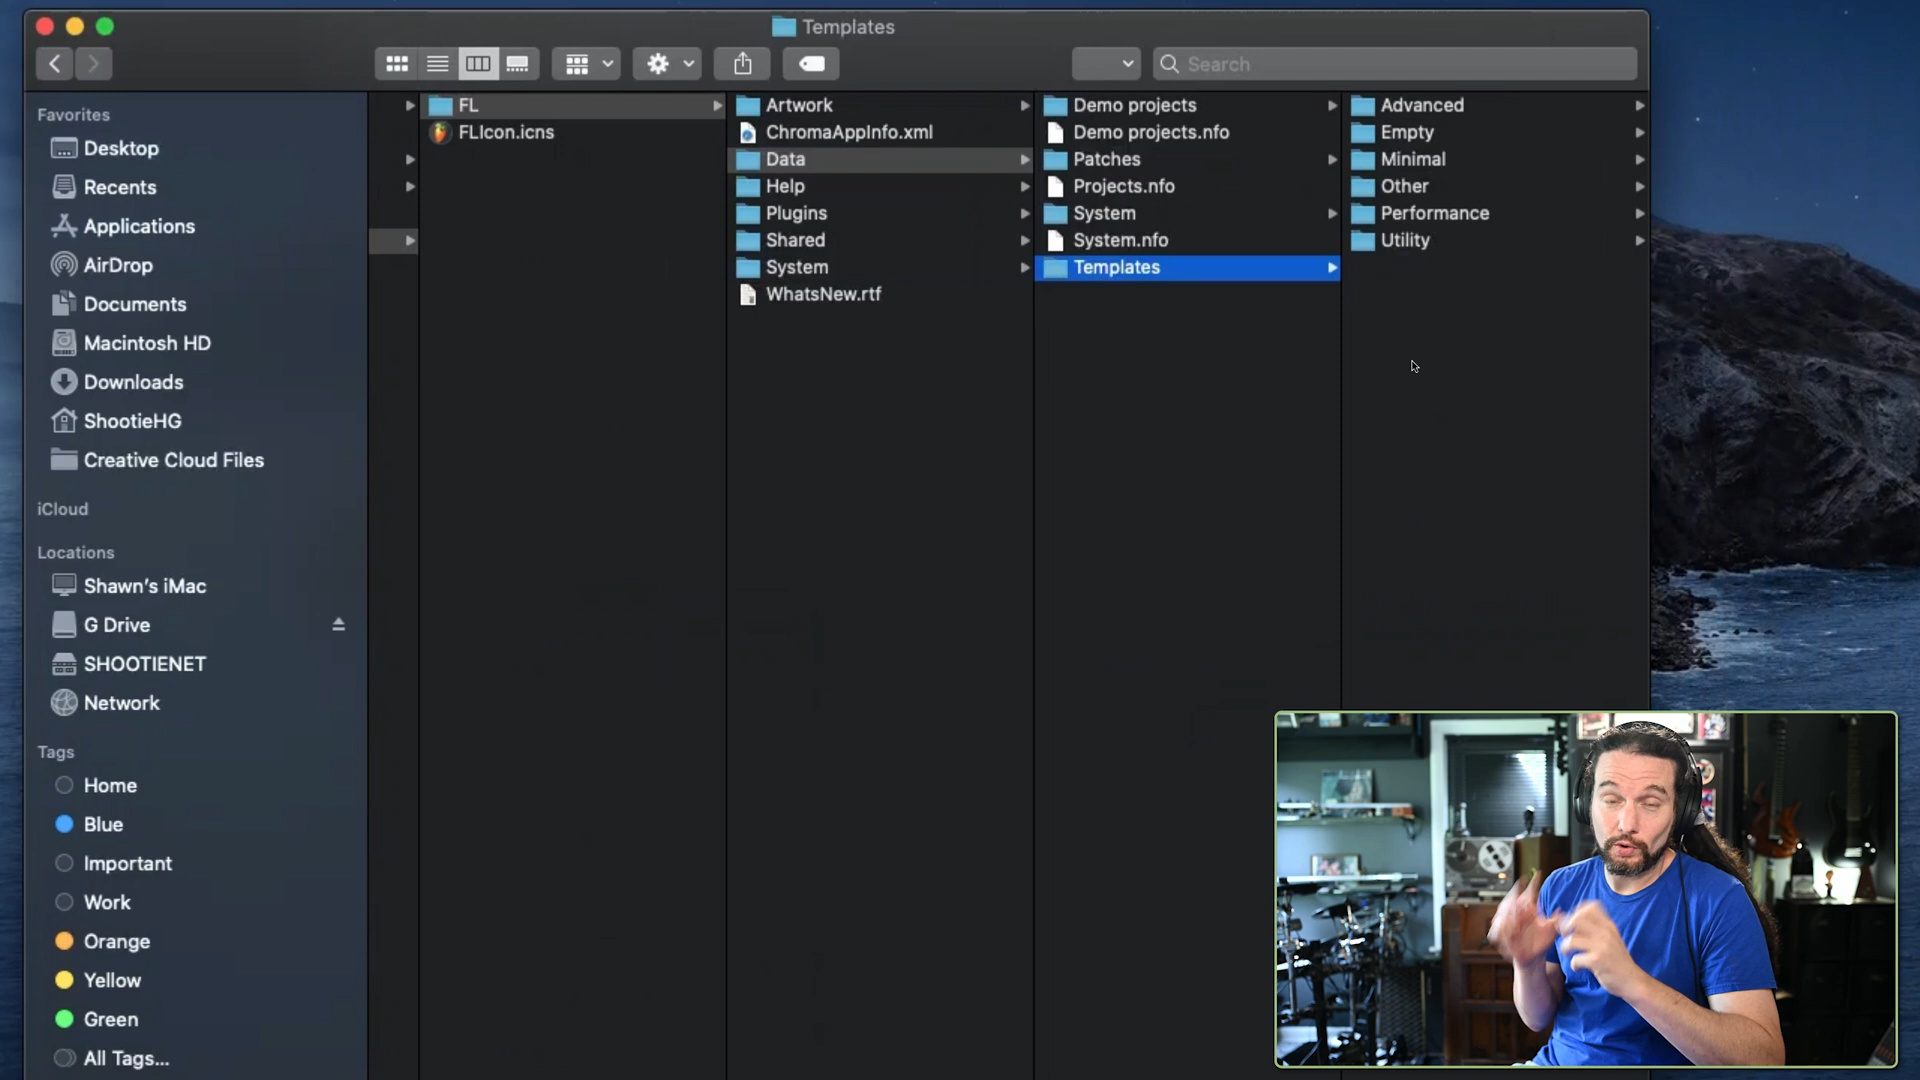 Templates
Search
Favorites
Desktop
Recents
Applications
AirDrop
Documents
Macintosh HD
Downloads
ShootieHG
Creative Cloud Files
iCloud
Locations
Shawn's iMac
G Drive
SHOOTIENET
Network
Tags
Home
Blue
Important
Work
Orange
Yellow
Green
All Tags...
FL
FLIcon.icns
Artwork
ChromaAppInfo.xml
Data
Help
Plugins
Shared
System
WhatsNew.rtf
Demo projects
Demo projects.nfo
Patches
Projects.nfo
System
System.nfo
Templates
Advanced
Empty
Minimal
Other
Performance
Utility